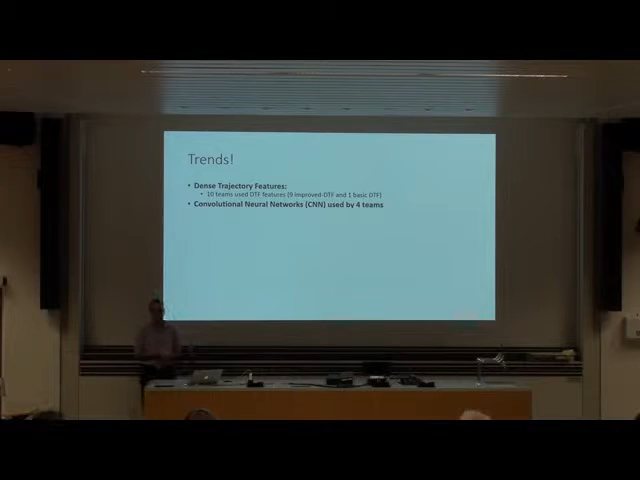 Trends!
• Dense Trajectory Features:
• 10 teams used DTF features (9 improved-DTF and 1 basic DTF)
• Convolutional Neural Networks (CNN) used by 4 teams